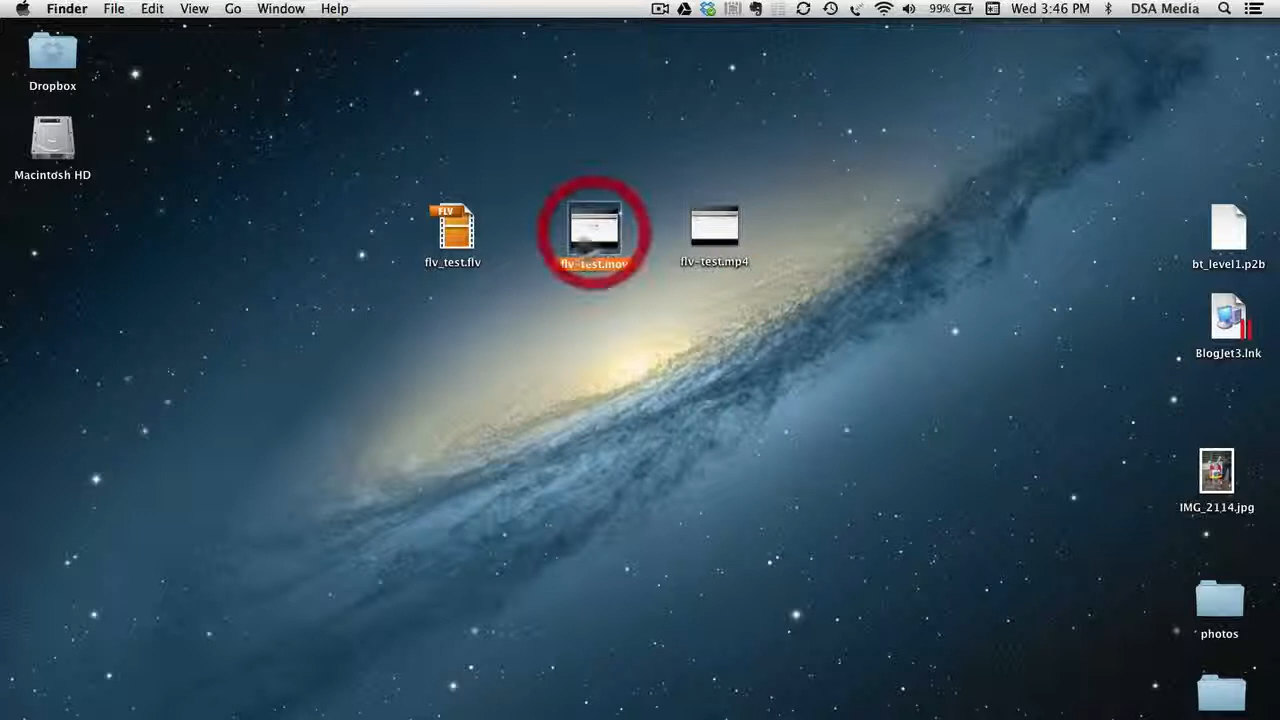 Finder File Edit View Go Window Help 99% Wed 3:46 PM DSA Media
Dropbox
Macintosh HD
FLV
flv_test.flv
flv-test.mov
flv-test.mp4
bt_level1.p2b
BlogJet3.lnk
IMG_2114.jpg
photos